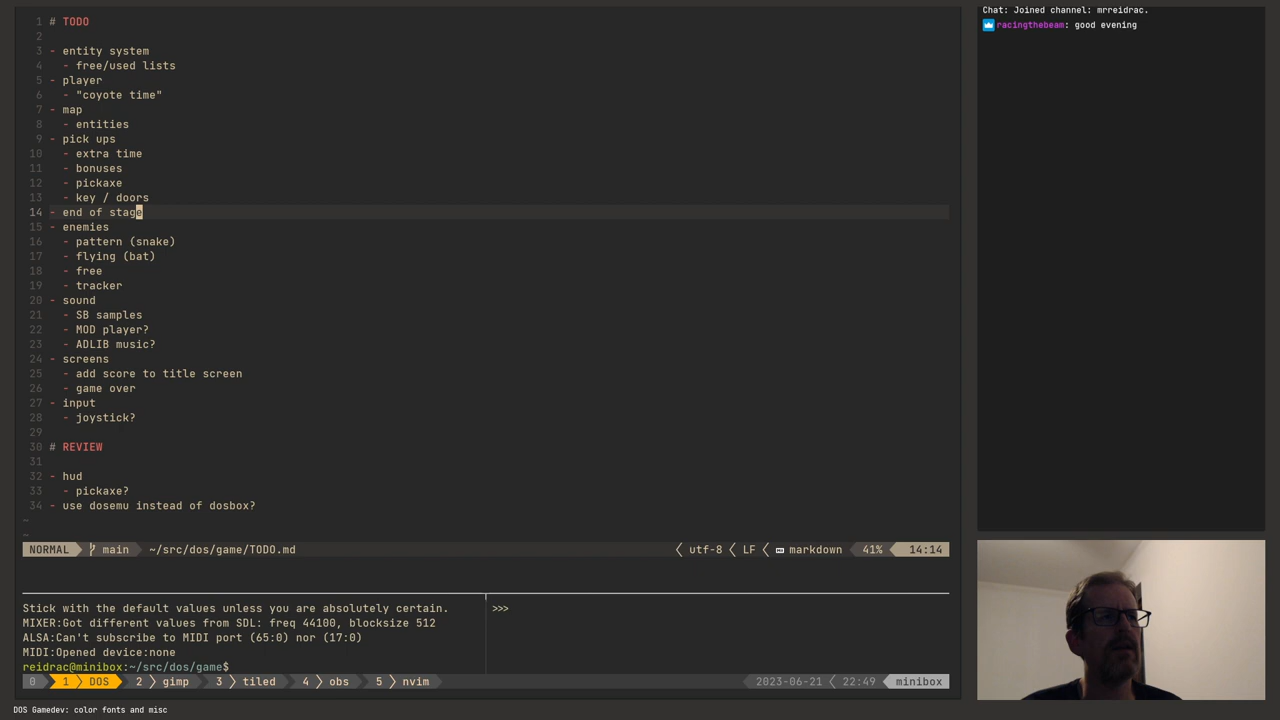 1 # TODO
2
3 - entity system
4 - free/used lists
5 - player
6 - "coyote time"
7 - map
8 - entities
9 - pick ups
10 - extra time
11 - bonuses
12 - pickaxe
13 - key / doors
14 - end of stage
15 - enemies
16 - pattern (snake)
17 - flying (bat)
18 - free
19 - tracker
20 - sound
21 - SB samples
22 - MOD player?
23 - ADLIB music?
24 - screens
25 - add score to title screen
26 - game over
27 - input
28 - joystick?
29
30 # REVIEW
31
32 - hud
33 - pickaxe?
34 - use dosemu instead of dosbox?
~
~
NORMAL main ~/src/dos/game/TODO.md utf-8 LF markdown 41% 14:14
Stick with the default values unless you are absolutely certain.
MIXER:Got different values from SDL: freq 44100, blocksize 512
ALSA:Can't subscribe to MIDI port (65:0) nor (17:0)
MIDI:Opened device:none
reidrac@minibox:~/src/dos/game$
>>>
0 1 DOS 2 gimp 3 tiled 4 obs 5 nvim 2023-06-21 22:49 minibox
DOS Gamedev: color fonts and misc
Chat: Joined channel: mrreidrac.
racingthebeam: good evening